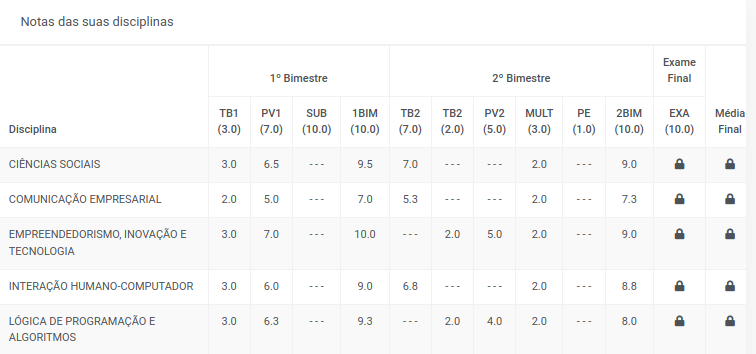 Notas das suas disciplinas
1º Bimestre 2º Bimestre Exame Final
Disciplina TB1 (3.0) PV1 (7.0) SUB (10.0) 1BIM (10.0) TB2 (7.0) TB2 (2.0) PV2 (5.0) MULT (3.0) PE (1.0) 2BIM (10.0) EXA (10.0) Média Final
CIÊNCIAS SOCIAIS 3.0 6.5 --- 9.5 7.0 --- --- 2.0 --- 9.0
COMUNICAÇÃO EMPRESARIAL 2.0 5.0 --- 7.0 5.3 --- --- 2.0 --- 7.3
EMPREENDEDORISMO, INOVAÇÃO E 3.0 7.0 --- 10.0 --- 2.0 5.0 2.0 --- 9.0
TECNOLOGIA
INTERAÇÃO HUMANO-COMPUTADOR 3.0 6.0 --- 9.0 6.8 --- --- 2.0 --- 8.8
LÓGICA DE PROGRAMAÇÃO E 3.0 6.3 --- 9.3 --- 2.0 4.0 2.0 --- 8.0
ALGORITMOS